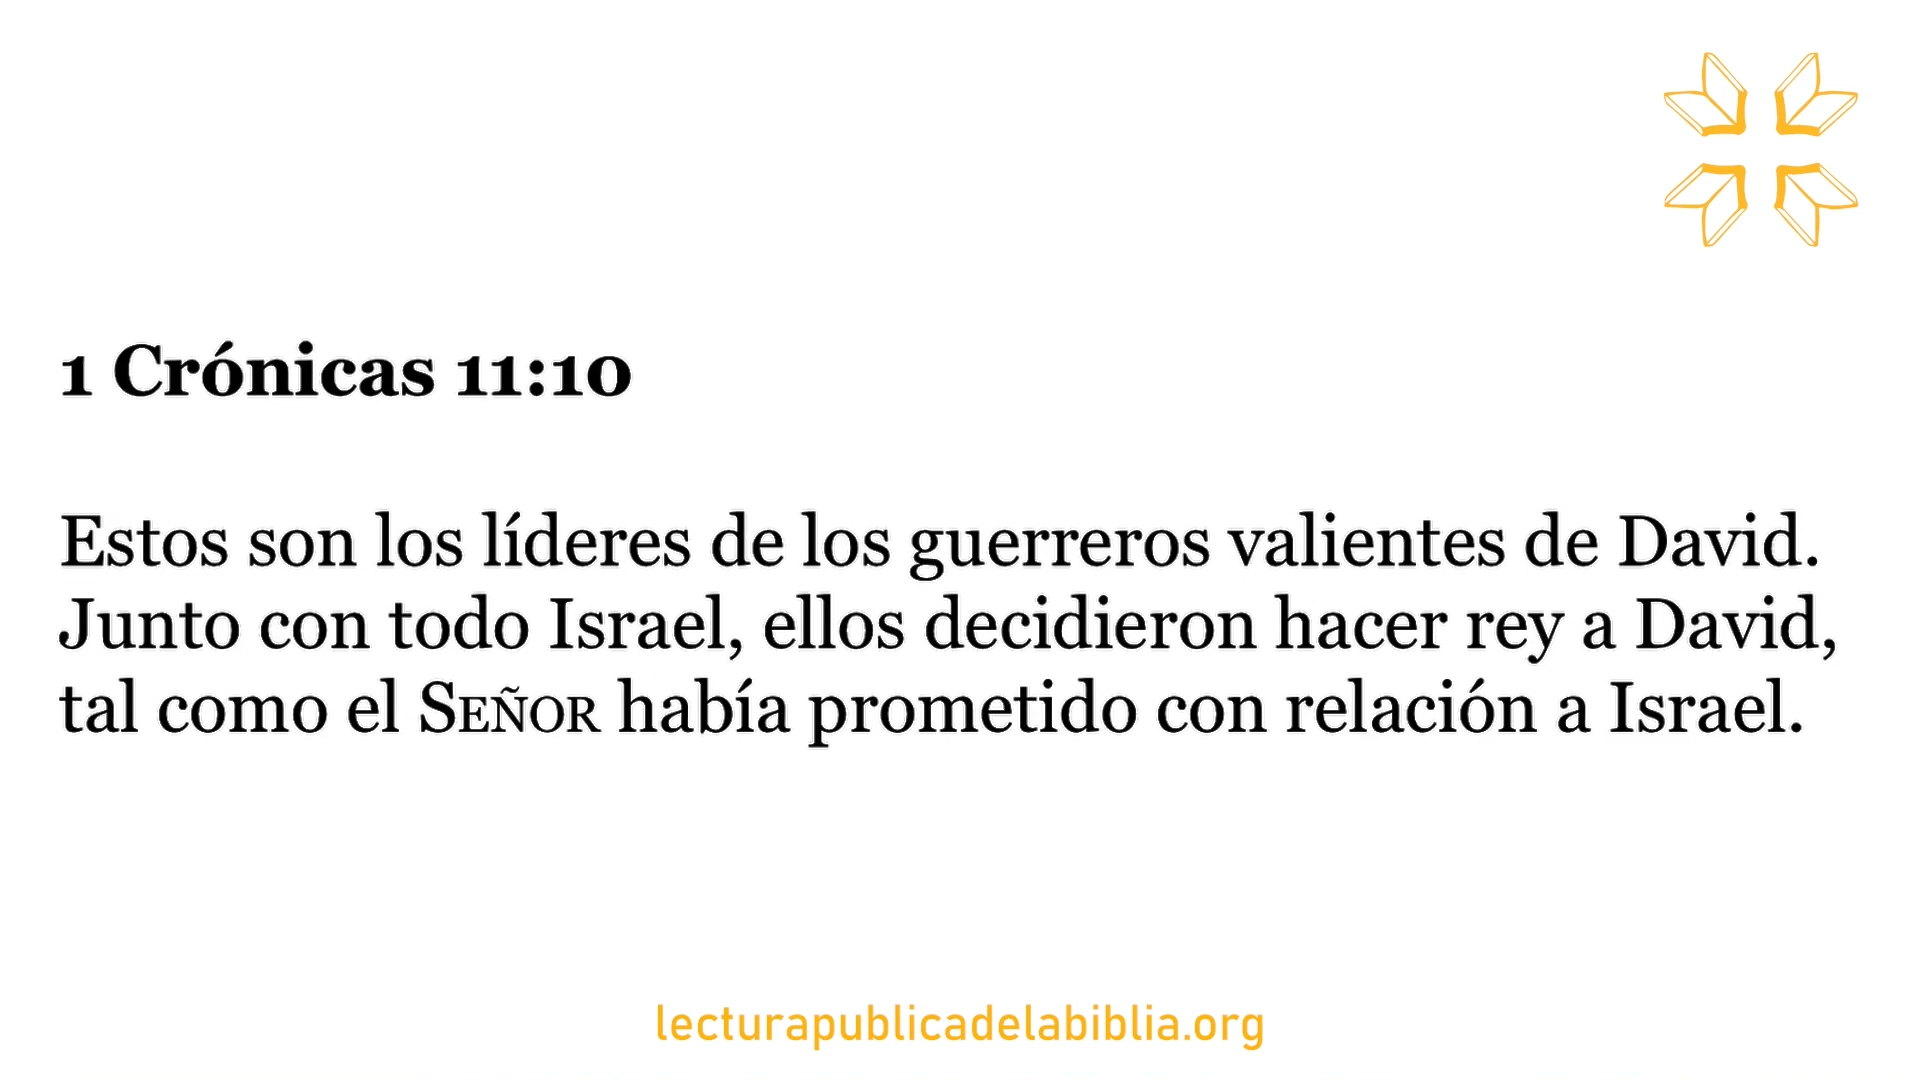 1 Crónicas 11:10
Estos son los líderes de los guerreros valientes de David.
Junto con todo Israel, ellos decidieron hacer rey a David,
tal como el SEÑOR había prometido con relación a Israel.
lecturapublicadelabiblia.org